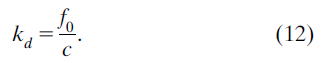 k_d = f_0 / c. (12)